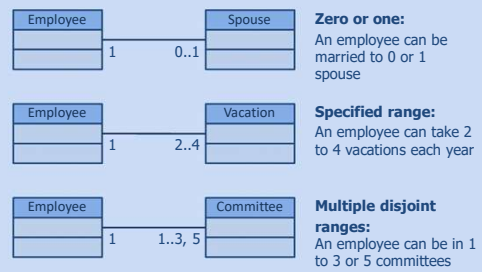 Employee
Spouse
1
0..1
Zero or one:
An employee can be
married to 0 or 1
spouse
Employee
Vacation
1
2..4
Specified range:
An employee can take 2
to 4 vacations each year
Employee
Committee
1
1..3, 5
Multiple disjoint
ranges:
An employee can be in 1
to 3 or 5 committees